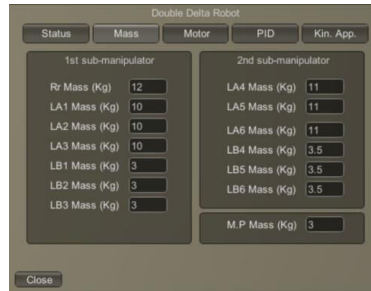 Double Delta Robot
Status Mass Motor PID Kin. App.
1st sub-manipulator
Rr Mass (Kg) 12
LA1 Mass (Kg) 10
LA2 Mass (Kg) 10
LA3 Mass (Kg) 10
LB1 Mass (Kg) 3
LB2 Mass (Kg) 3
LB3 Mass (Kg) 3
2nd sub-manipulator
LA4 Mass (Kg) 11
LA5 Mass (Kg) 11
LA6 Mass (Kg) 11
LB4 Mass (Kg) 3.5
LB5 Mass (Kg) 3.5
LB6 Mass (Kg) 3.5
M.P Mass (Kg) 3
Close